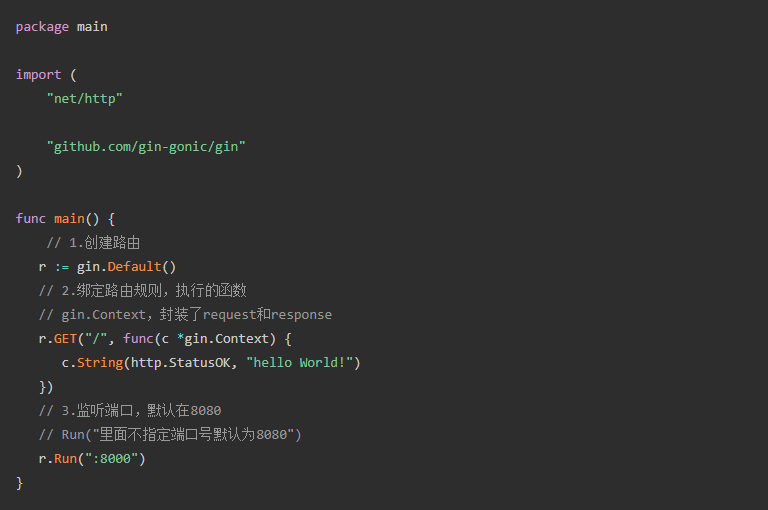 package main
import (
"net/http"
"github.com/gin-gonic/gin"
)
func main() {
// 1.创建路由
r := gin.Default()
// 2.绑定路由规则，执行的函数
// gin.Context，封装了request和response
r.GET("/", func(c *gin.Context) {
c.String(http.StatusOK, "hello World!")
})
// 3.监听端口，默认在8080
// Run("里面不指定端口号默认为8080")
r.Run(":8000")
}